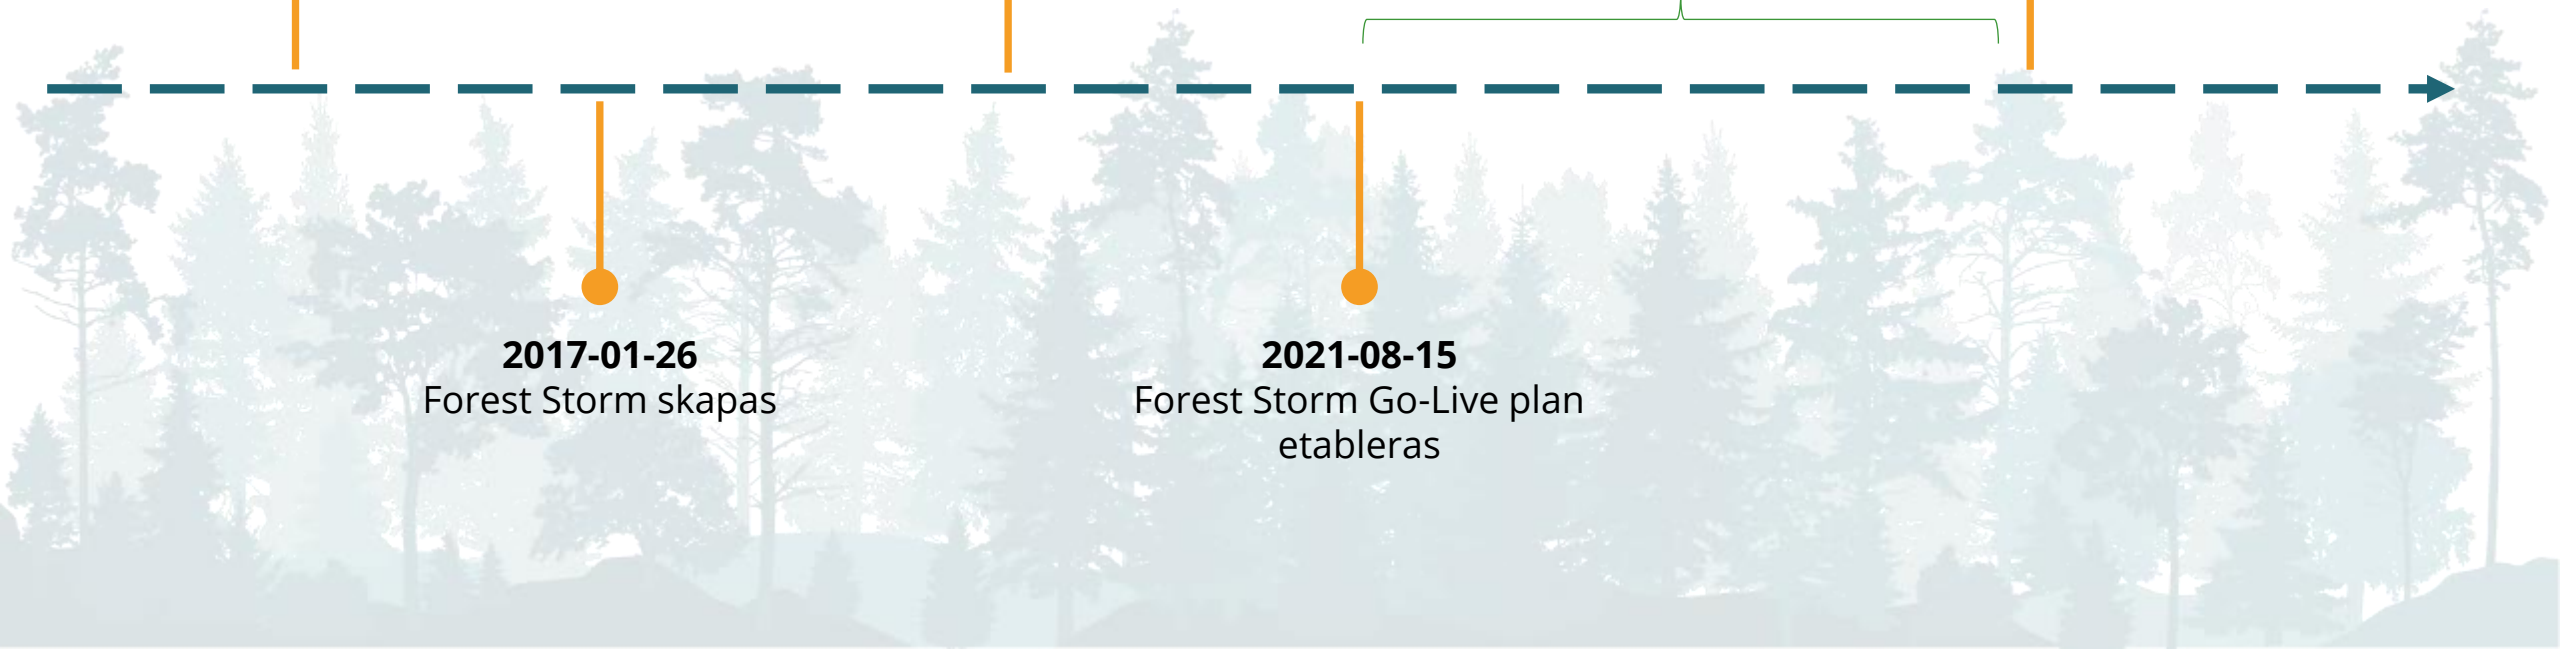 2017-01-26
Forest Storm skapas
2021-08-15
Forest Storm Go-Live plan
etableras